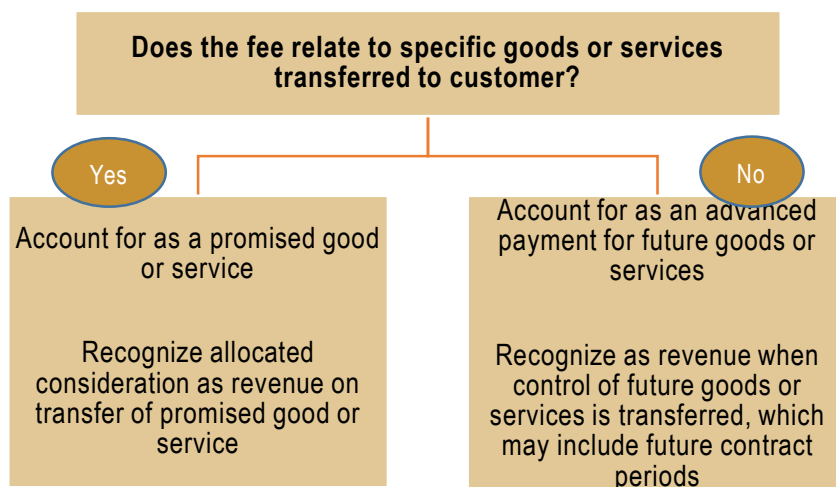 Does the fee relate to specific goods or services
transferred to customer?
Yes
No
Account for as a promised good
or service
Recognize allocated
consideration as revenue on
transfer of promised good or
service
Account for as an advanced
payment for future goods or
services
Recognize as revenue when
control of future goods or
services is transferred, which
may include future contract
periods